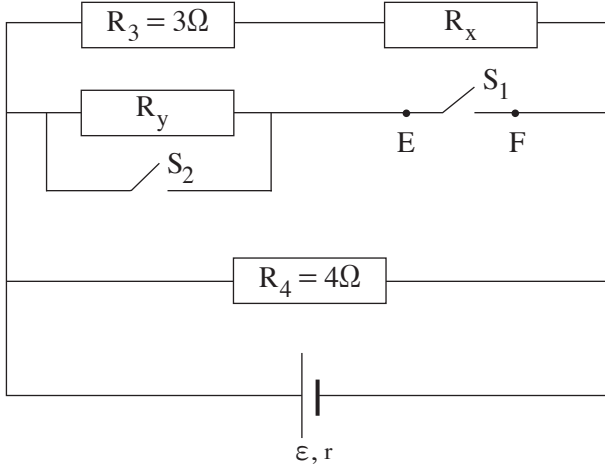 R3 = 3Ω
Rx
Ry
S1
E
F
S2
R4 = 4Ω
ε, r